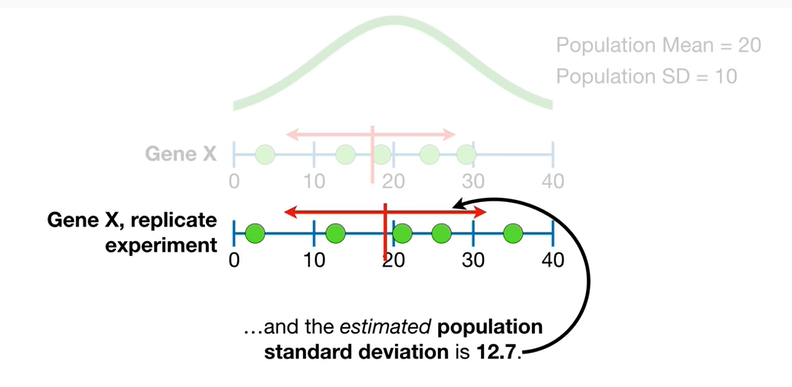 Population Mean = 20
Population SD = 10
Gene X
0 10 20 30 40
Gene X, replicate
experiment
0 10 20 30 40
...and the estimated population
standard deviation is 12.7.